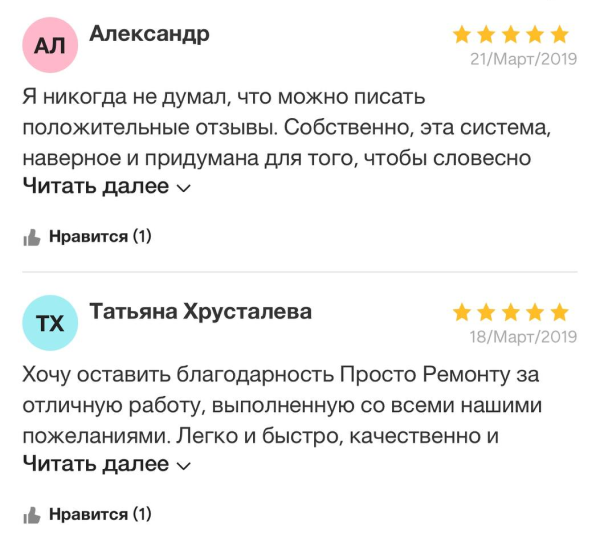 АЛ
Александр
21/Март/2019
Я никогда не думал, что можно писать
положительные отзывы. Собственно, эта система,
наверное и придумана для того, чтобы словесно
Читать далее
Нравится (1)
ТХ
Татьяна Хрусталева
18/Март/2019
Хочу оставить благодарность Просто Ремонту за
отличную работу, выполненную со всеми нашими
пожеланиями. Легко и быстро, качественно и
Читать далее
Нравится (1)